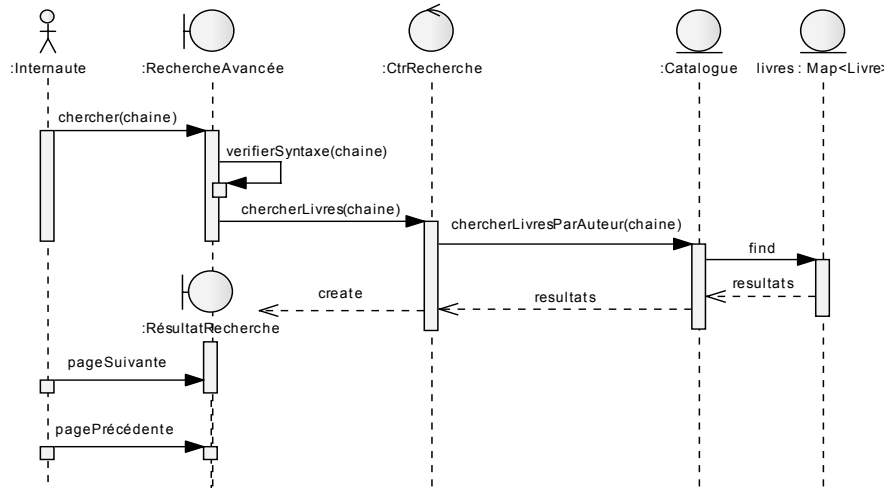 :Internaute
:RechercheAvancée
:CtrRecherche
:Catalogue
livres : Map<Livre>
chercher(chaine)
verifierSyntaxe(chaine)
chercherLivres(chaine)
chercherLivresParAuteur(chaine)
find
resultats
resultats
create
:RésultatRecherche
pageSuivante
pagePrécédente